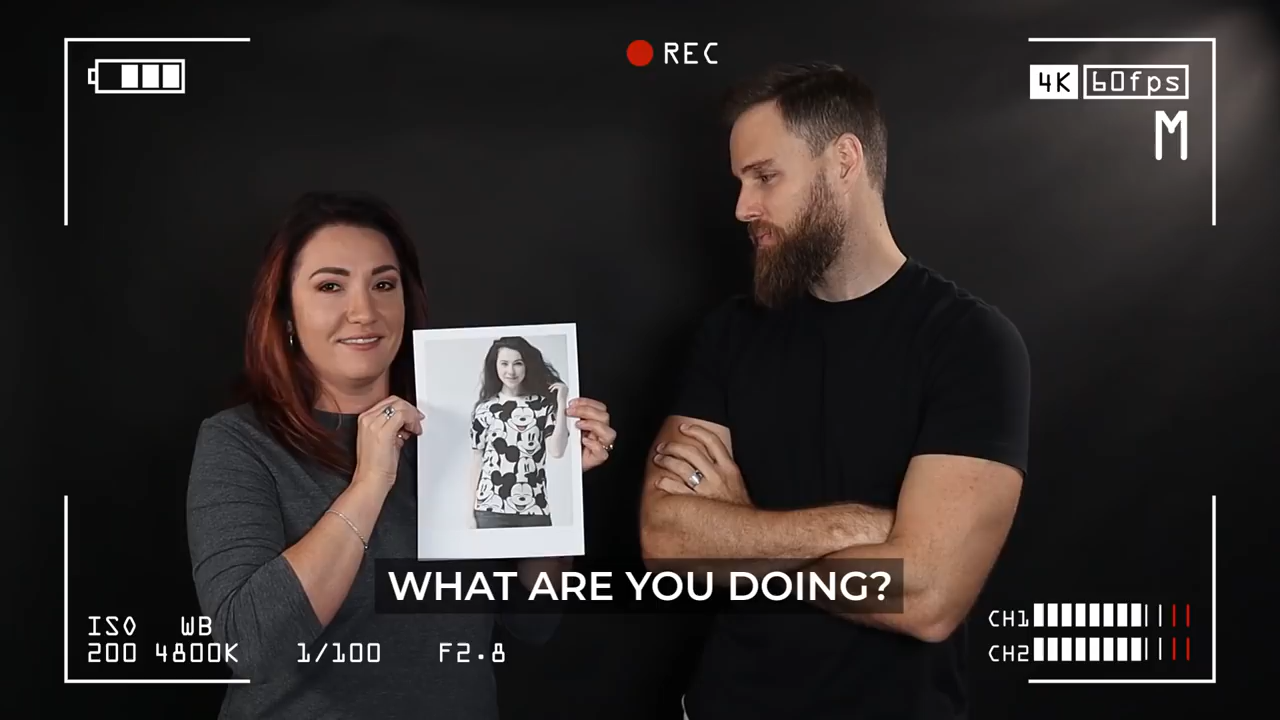 REC
4K 60fps
M
WHAT ARE YOU DOING?
ISO WB
200 4800K 1/100 F2.8
CH1
CH2